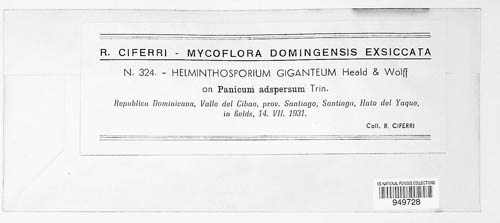 R. CIFERRI - MYCOFLORA DOMINGENSIS EXSICCATA
N. 324. - HELMINTHOSPORIUM GIGANTEUM Heald & Wolff
on Panicum adspersum Trin.
Republica Dominicana, Valle del Cibao, prov. Santiago, Santiago, Hato del Yaque,
in fields, 14. VII. 1931.
Coll. R. CIFERRI
US NATIONAL FUNGUS COLLECTIONS
949728